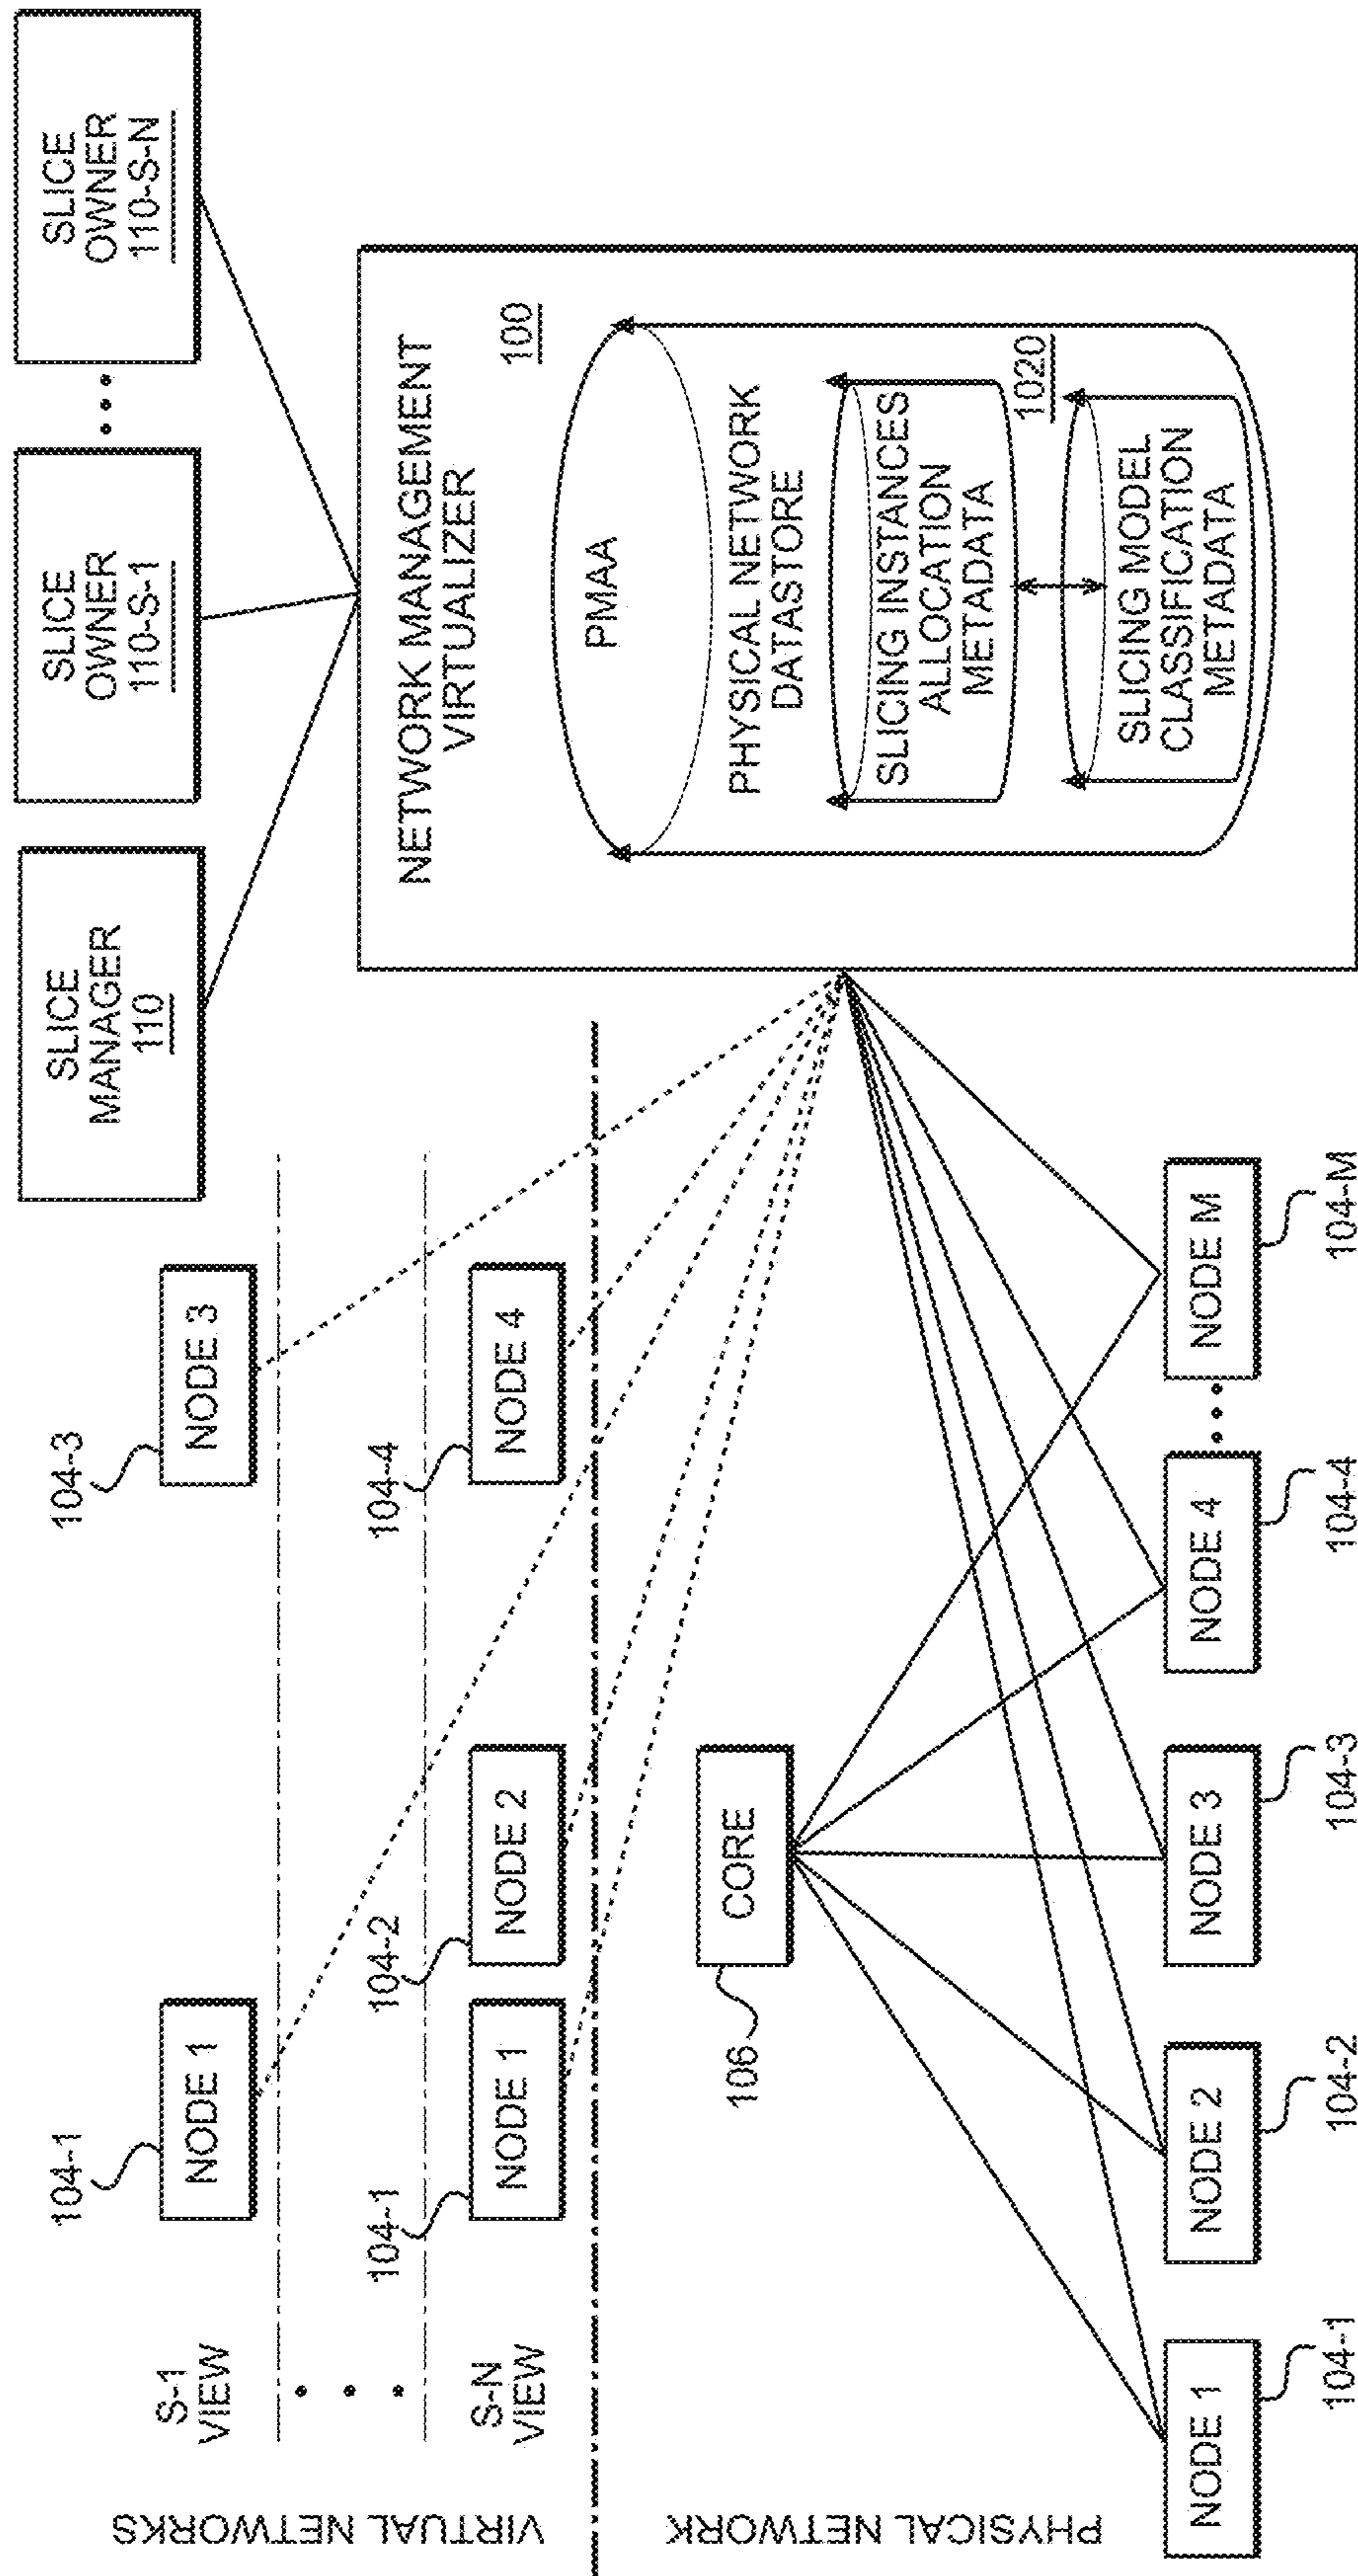 VIRTUAL NETWORKS
S-1
VIEW
104-1
NODE 1
104-3
NODE 3
S-N
VIEW
104-1
NODE 1
104-2
NODE 2
104-4
NODE 4
SLICE
MANAGER
110
SLICE
OWNER
110-S-1
SLICE
OWNER
110-S-N
NETWORK MANAGEMENT
VIRTUALIZER
100
PMAA
PHYSICAL NETWORK
DATASTORE
SLICING INSTANCES
ALLOCATION
METADATA
1020
SLICING MODEL
CLASSIFICATION
METADATA
PHYSICAL NETWORK
CORE
106
NODE 1
104-1
NODE 2
104-2
NODE 3
104-3
NODE 4
104-4
NODE M
104-M